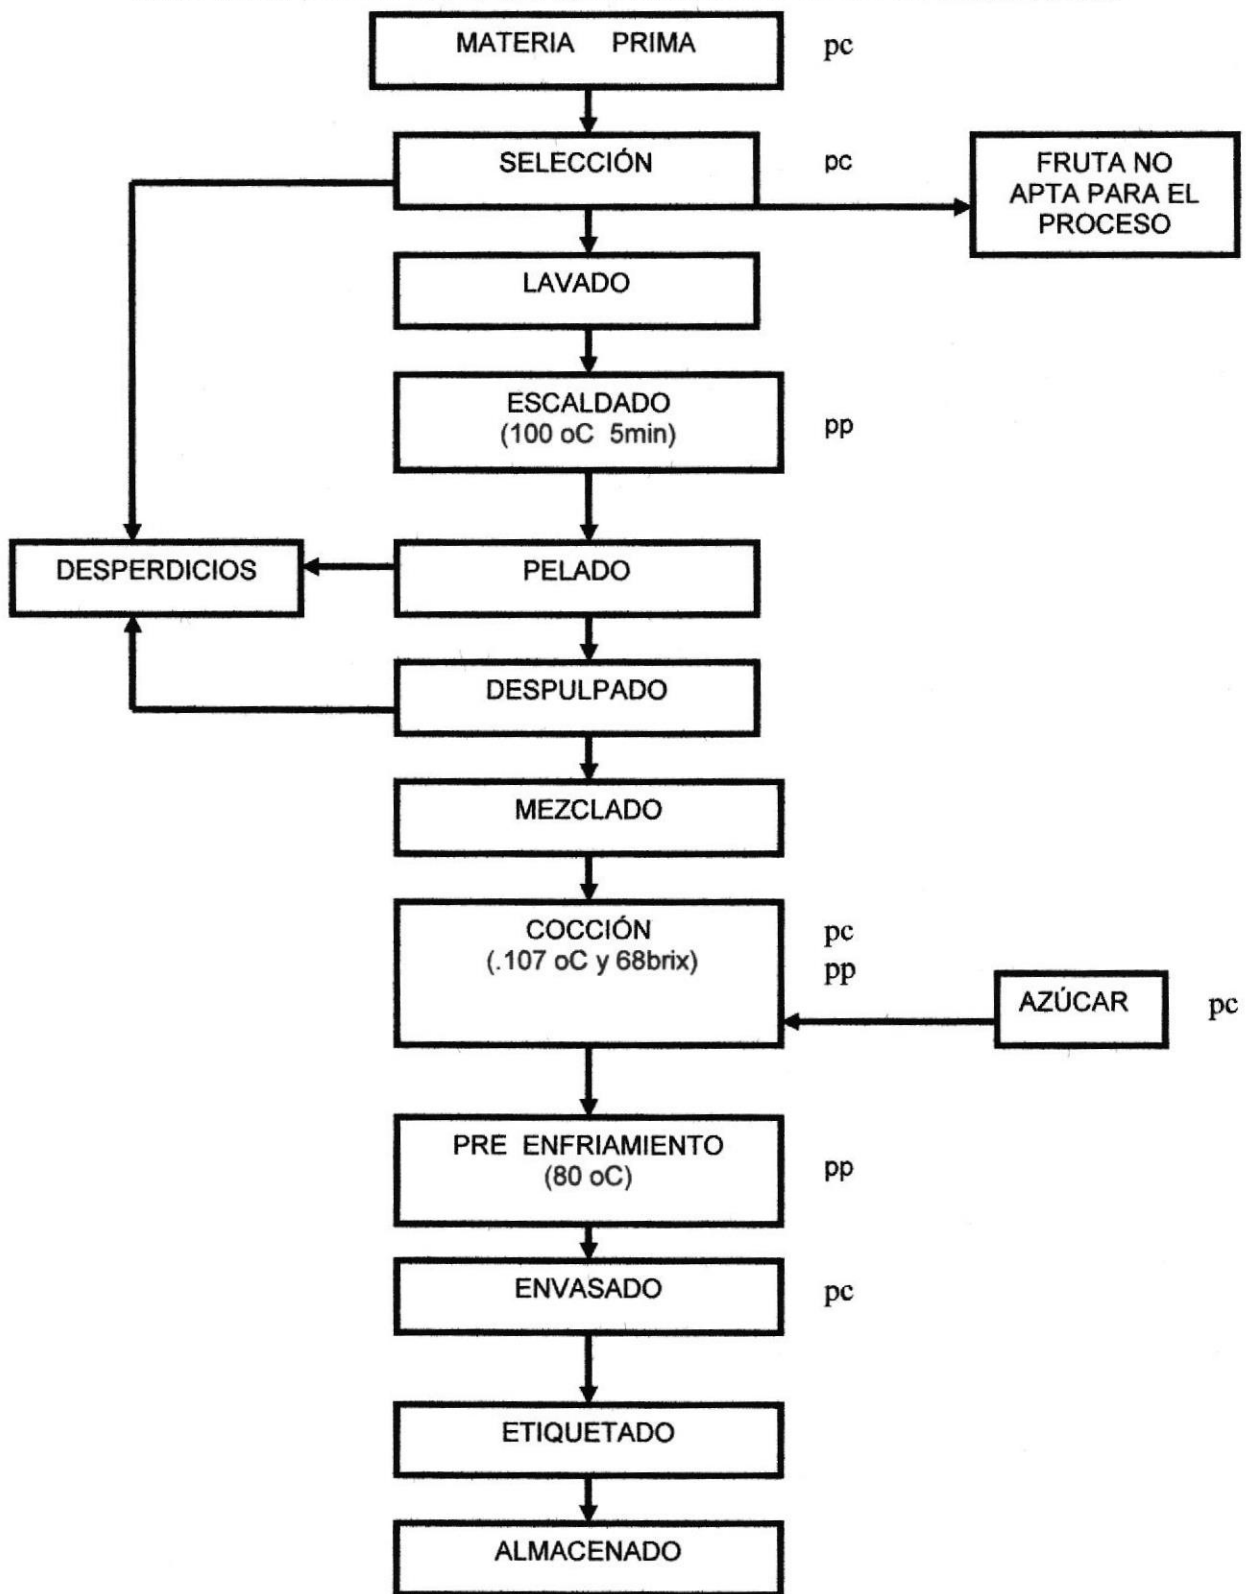 MATERIA PRIMA
pc
SELECCIÓN
pc
FRUTA NO
APTA PARA EL
PROCESO
LAVADO
ESCALDADO
(100 oC 5min)
pp
DESPERDICIOS
PELADO
DESPULPADO
MEZCLADO
COCCIÓN
(.107 oC y 68brix)
pc
pp
AZÚCAR
pc
PRE ENFRIAMIENTO
(80 oC)
pp
ENVASADO
pc
ETIQUETADO
ALMACENADO